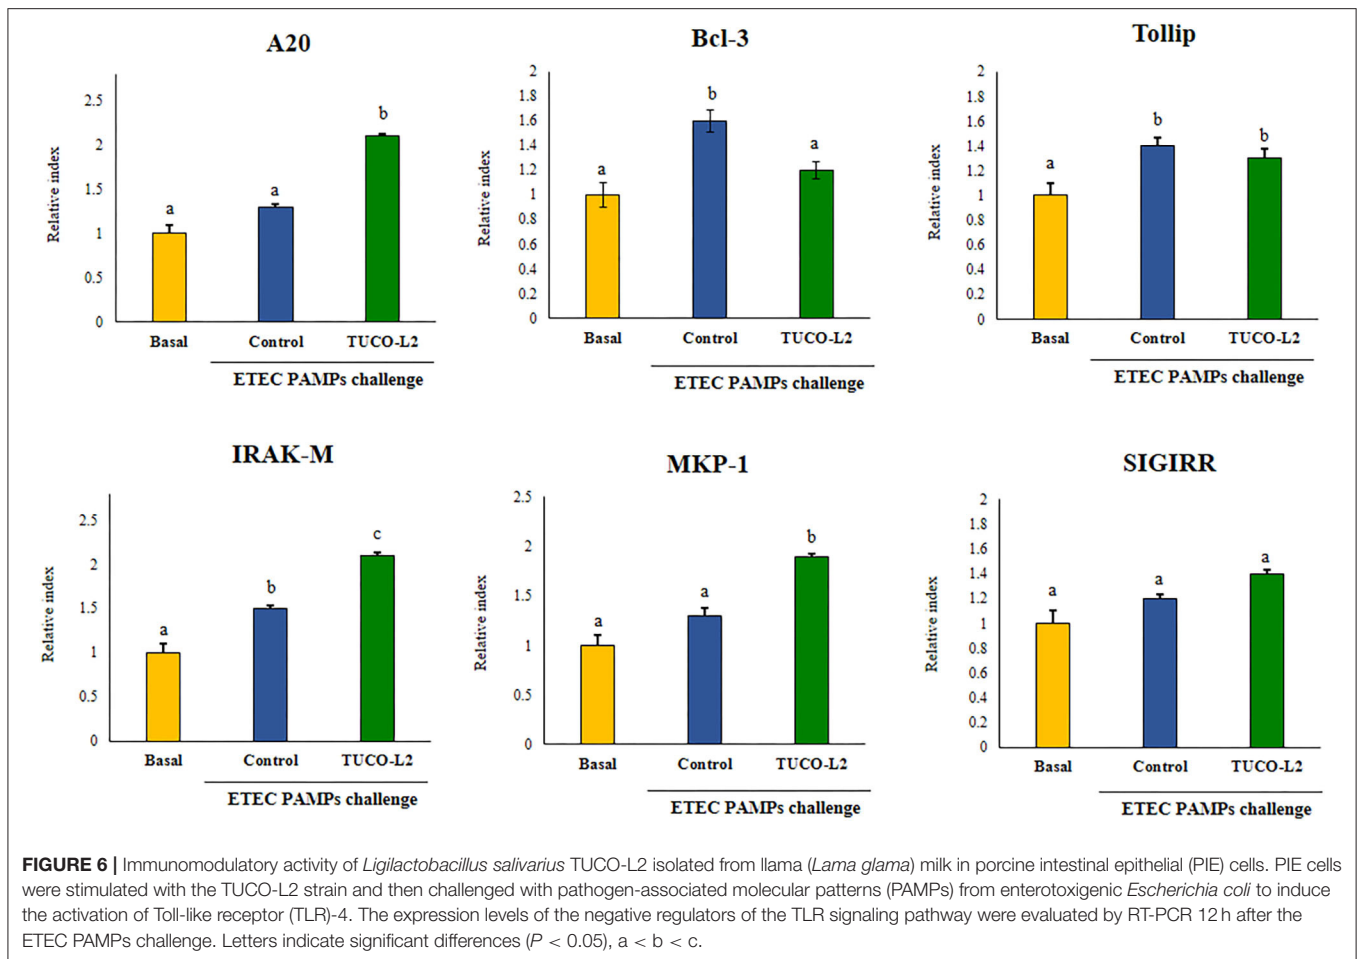 A20
Relative index
2.5
2
1.5
1
0.5
0
a
a
b
Basal Control TUCO-L2
ETEC PAMPs challenge
Bcl-3
Relative index
2
1.8
1.6
1.4
1.2
1
0.8
0.6
0.4
0.2
0
a
b
a
Basal Control TUCO-L2
ETEC PAMPs challenge
Tollip
Relative index
2
1.8
1.6
1.4
1.2
1
0.8
0.6
0.4
0.2
0
a
b
b
Basal Control TUCO-L2
ETEC PAMPs challenge
IRAK-M
Relative index
2.5
2
1.5
1
0.5
0
a
b
c
Basal Control TUCO-L2
ETEC PAMPs challenge
MKP-1
Relative index
2.5
2
1.5
1
0.5
0
a
a
b
Basal Control TUCO-L2
ETEC PAMPs challenge
SIGIRR
Relative index
2
1.8
1.6
1.4
1.2
1
0.8
0.6
0.4
0.2
0
a
a
a
Basal Control TUCO-L2
ETEC PAMPs challenge
FIGURE 6 | Immunomodulatory activity of Ligilactobacillus salivarius TUCO-L2 isolated from llama (Lama glama) milk in porcine intestinal epithelial (PIE) cells. PIE cells
were stimulated with the TUCO-L2 strain and then challenged with pathogen-associated molecular patterns (PAMPs) from enterotoxigenic Escherichia coli to induce
the activation of Toll-like receptor (TLR)-4. The expression levels of the negative regulators of the TLR signaling pathway were evaluated by RT-PCR 12 h after the
ETEC PAMPs challenge. Letters indicate significant differences (P < 0.05), a < b < c.